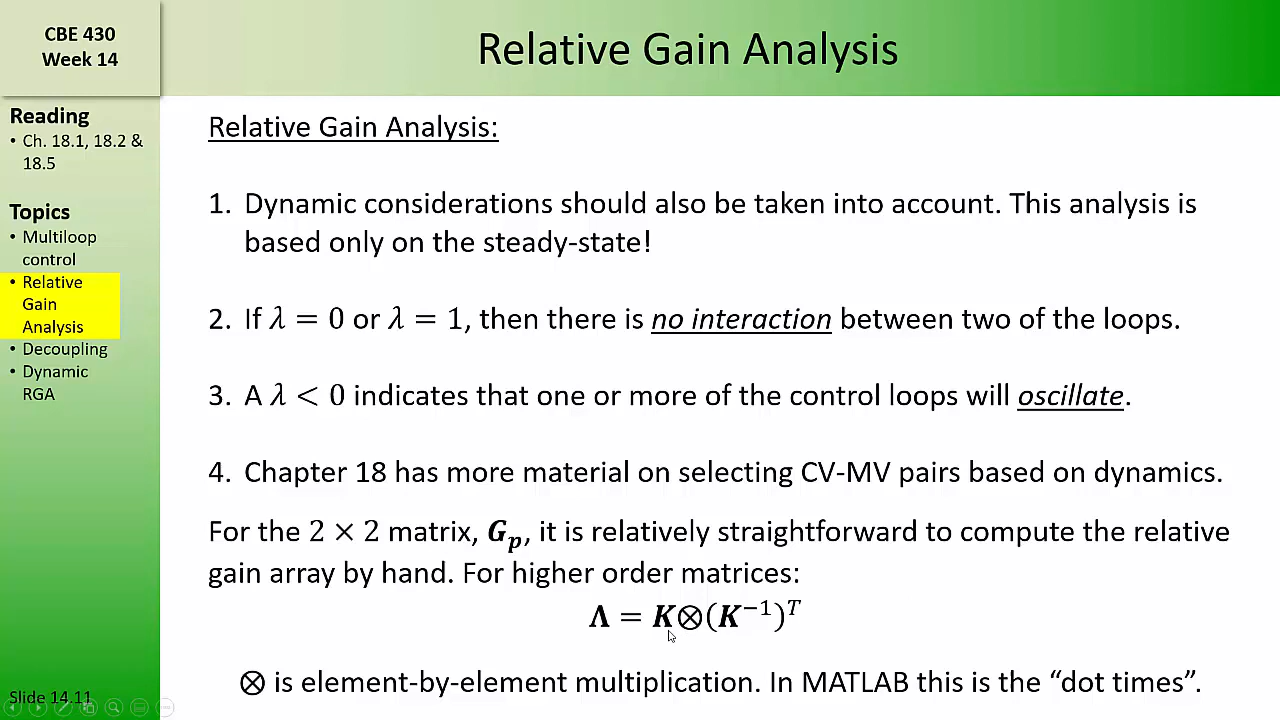 CBE 430
Week 14
Relative Gain Analysis
Reading
• Ch. 18.1, 18.2 &
18.5
Topics
• Multiloop
control
• Relative
Gain
Analysis
• Decoupling
• Dynamic
RGA
Slide 14.11
Relative Gain Analysis:
1. Dynamic considerations should also be taken into account. This analysis is
based only on the steady-state!
2. If λ = 0 or λ = 1, then there is no interaction between two of the loops.
3. A λ < 0 indicates that one or more of the control loops will oscillate.
4. Chapter 18 has more material on selecting CV-MV pairs based on dynamics.
For the 2 × 2 matrix, G_p, it is relatively straightforward to compute the relative
gain array by hand. For higher order matrices:
Λ = K⊗(K⁻¹)ᵀ
⊗ is element-by-element multiplication. In MATLAB this is the “dot times”.